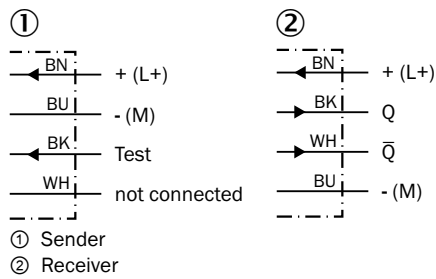 ①
BN + (L+)
BU - (M)
BK Test
WH not connected
②
BN + (L+)
BK Q
WH Q̅
BU - (M)
① Sender
② Receiver